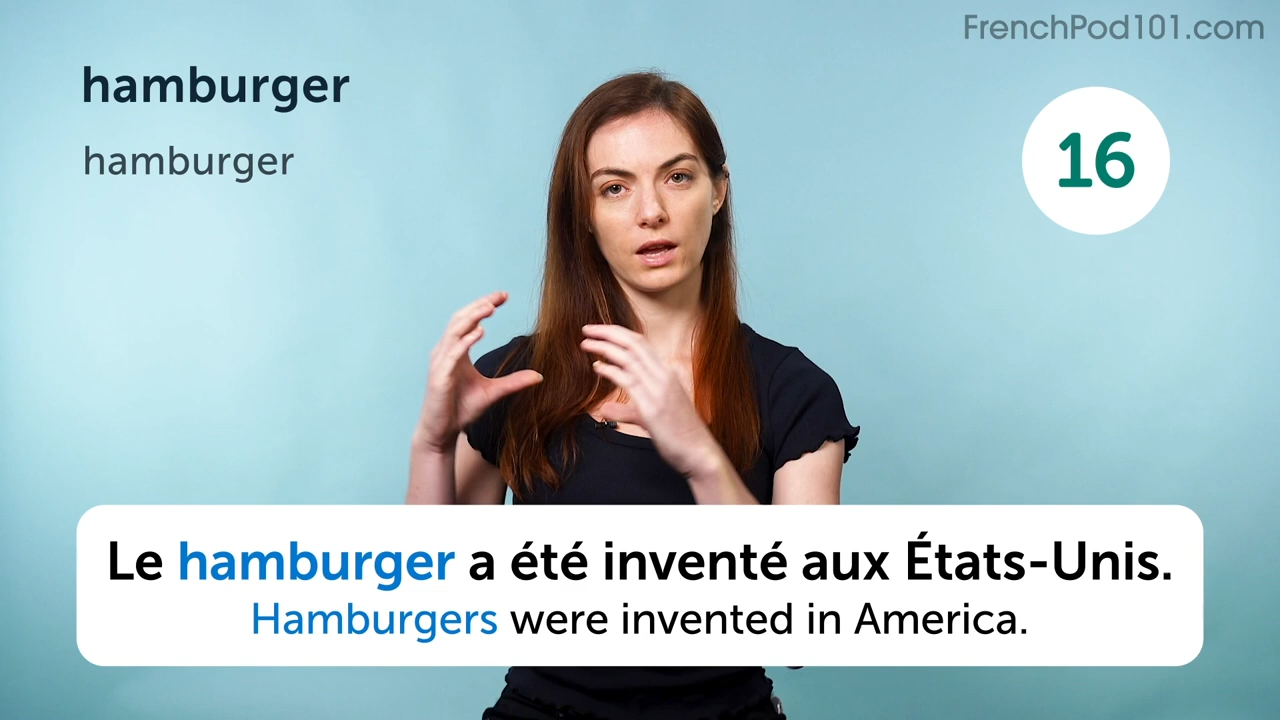 FrenchPod101.com
hamburger
hamburger
16
Le hamburger a été inventé aux États-Unis.
Hamburgers were invented in America.